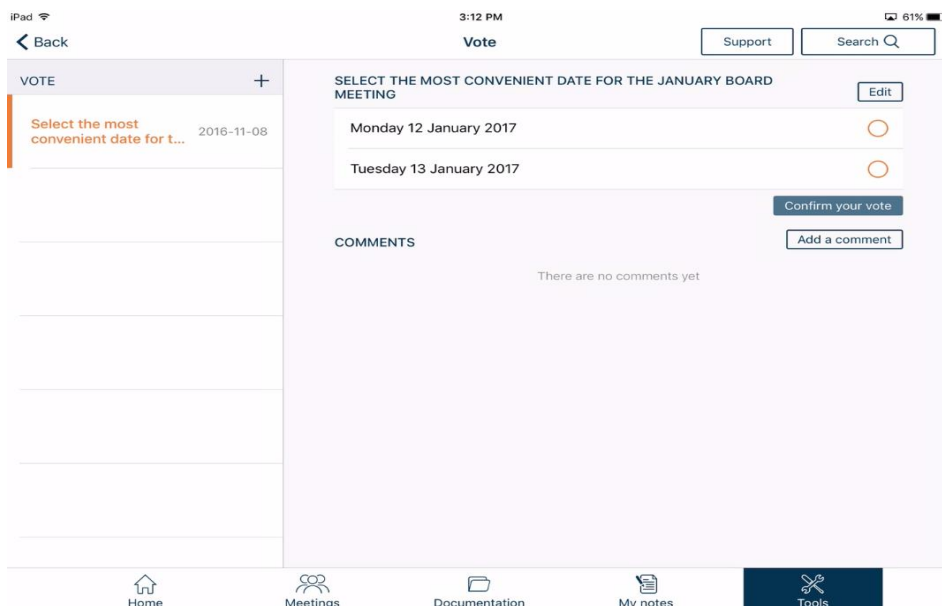 iPad 3:12 PM 61%
Back Vote Support Search
VOTE +
Select the most
convenient date for t... 2016-11-08
SELECT THE MOST CONVENIENT DATE FOR THE JANUARY BOARD
MEETING
Edit
Monday 12 January 2017
Tuesday 13 January 2017
Confirm your vote
COMMENTS Add a comment
There are no comments yet
Home Meetings Documentation My notes Tools